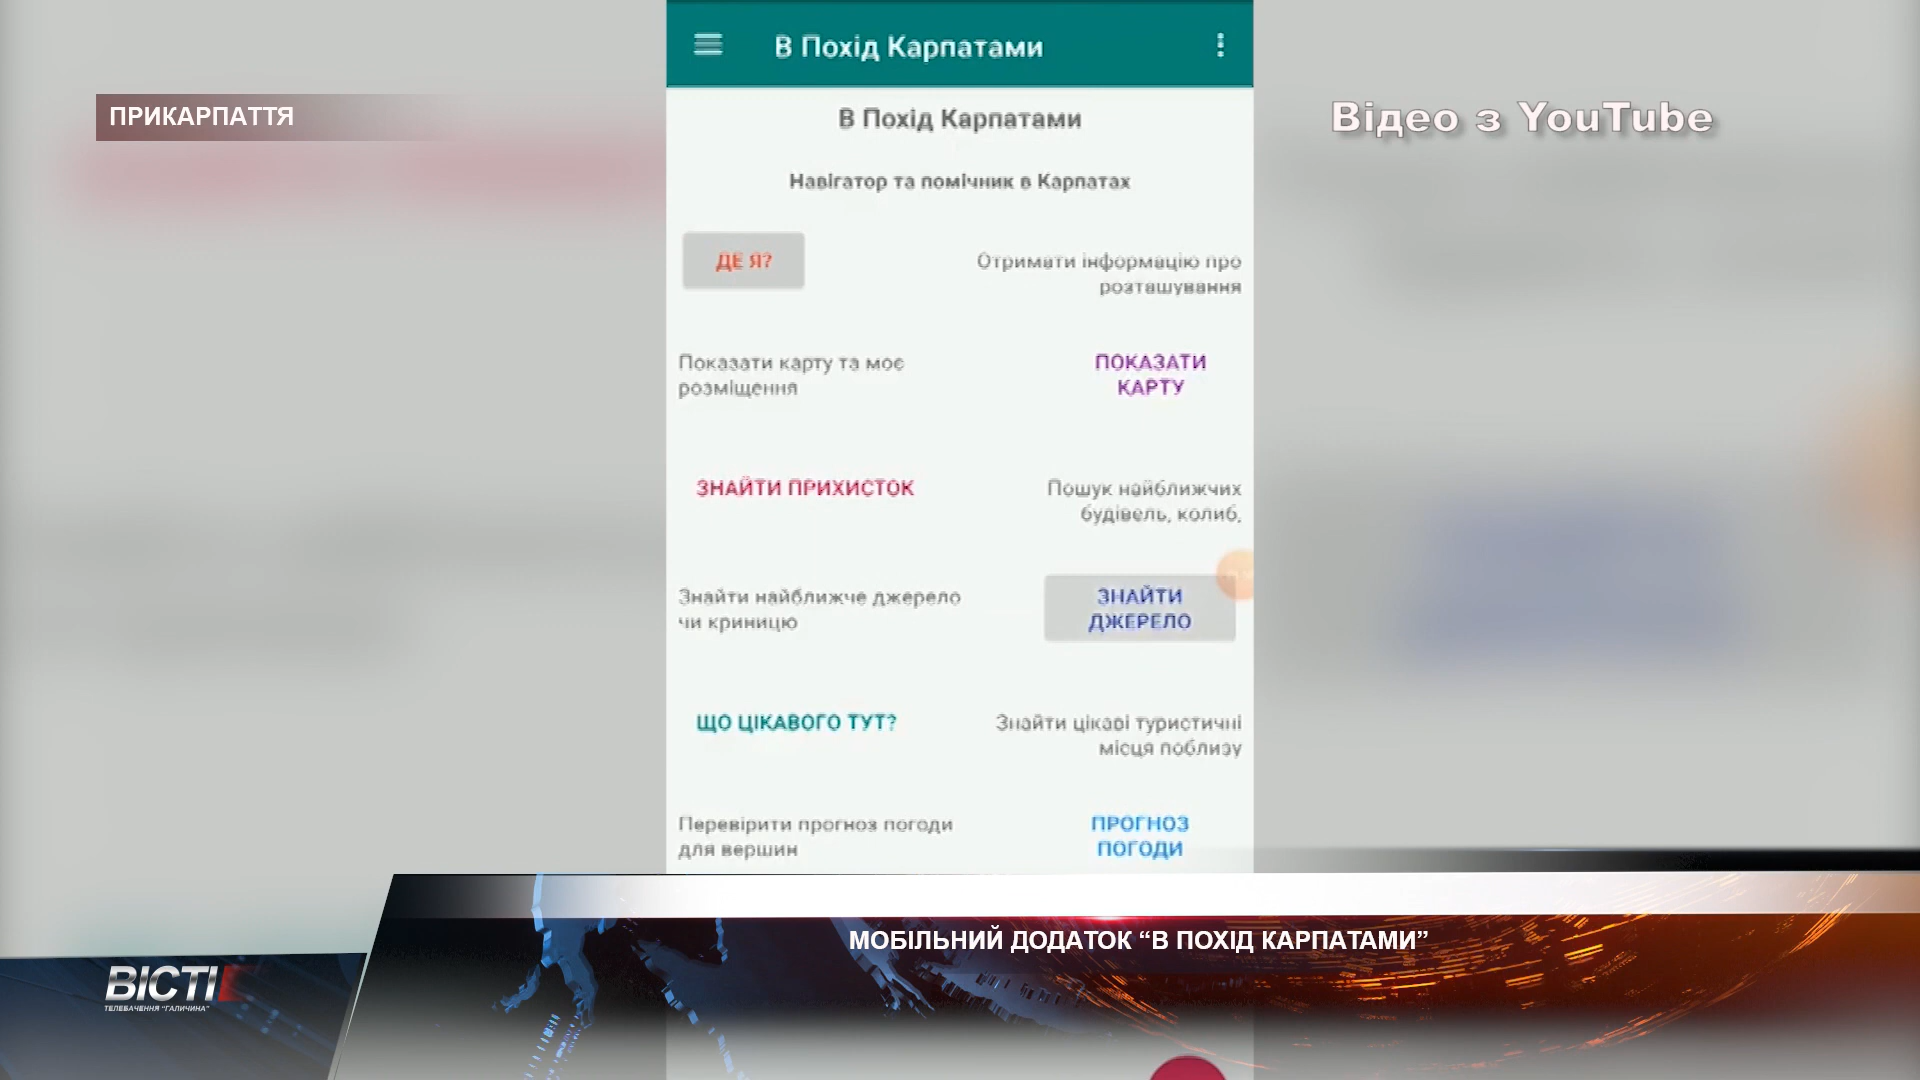 В Похід Карпатами
ПРИКАРПАТТЯ
Відео з YouTube
В Похід Карпатами
Навігатор та помічник в Карпатах
ДЕ Я?
Отримати інформацію про
розташування
Показати карту та моє
розміщення
ПОКАЗАТИ
КАРТУ
ЗНАЙТИ ПРИХИСТОК
Пошук найближчих
будівель, колиб,
Знайти найближче джерело
чи криницю
ЗНАЙТИ
ДЖЕРЕЛО
ЩО ЦІКАВОГО ТУТ?
Знайти цікаві туристичні
місця поблизу
Перевірити прогноз погоди
для вершин
ПРОГНОЗ
ПОГОДИ
МОБІЛЬНИЙ ДОДАТОК “В ПОХІД КАРПАТАМИ”
ВІСТІ
ТЕЛЕБАЧЕННЯ "ГАЛИЧИНА"